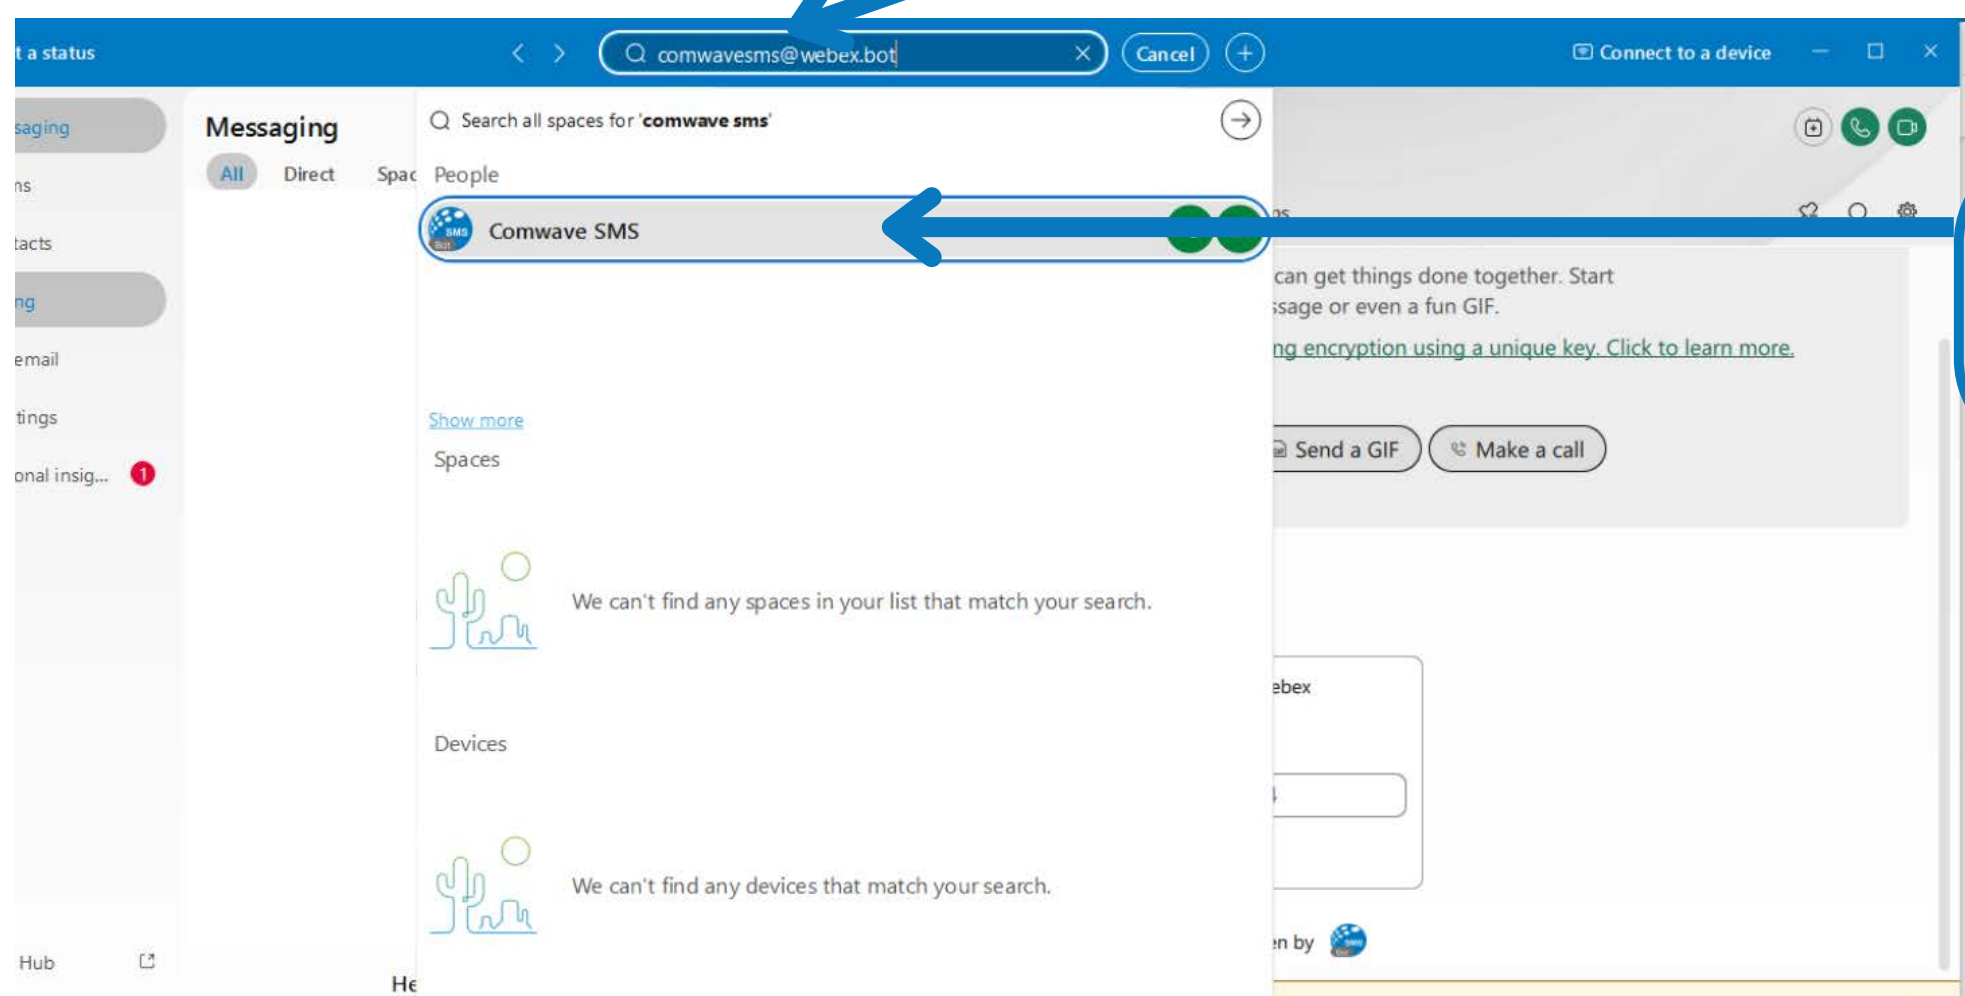 t a status
comwavesms@webex.bot
Cancel
Connect to a device
saging
ns
tacts
ng
email
tings
onal insig...
1
Hub
Messaging
All Direct Spac
He
Search all spaces for 'comwave sms'
People
SMS
Bot
Comwave SMS
Show more
Spaces
We can't find any spaces in your list that match your search.
Devices
We can't find any devices that match your search.
ps
can get things done together. Start
ssage or even a fun GIF.
ng encryption using a unique key. Click to learn more.
Send a GIF
Make a call
ebex
en by
SMS